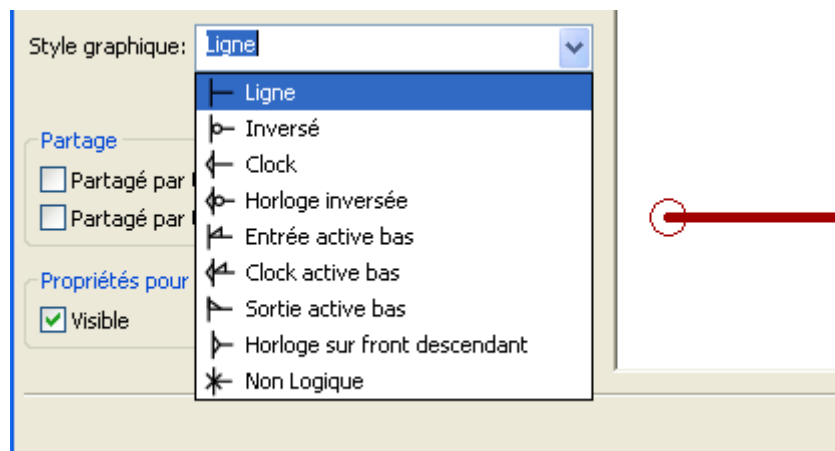 Style graphique: Ligne
Ligne
Inversé
Clock
Horloge inversée
Entrée active bas
Clock active bas
Sortie active bas
Horloge sur front descendant
Non Logique
Partage
Partagé par
Partagé par
Propriétés pour
Visible